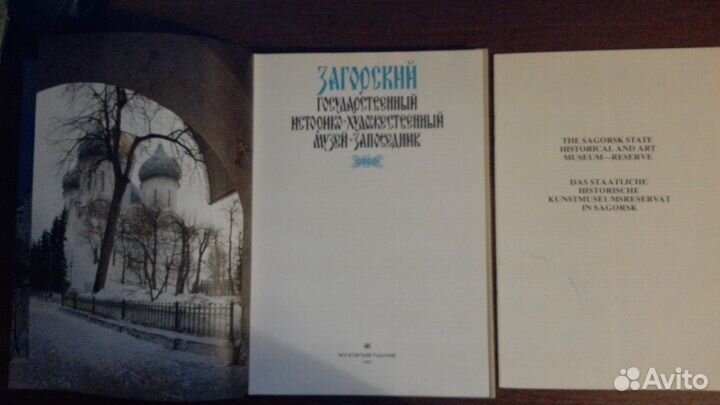 ЗАГОРСКИЙ
ГОСУДАРСТВЕННЫЙ
ИСТОРИКО-ХУДОЖЕСТВЕННЫЙ
МУЗЕЙ-ЗАПОВЕДНИК
МОСКОВСКИЙ РАБОЧИЙ
THE SAGORSK STATE
HISTORICAL AND ART
MUSEUM—RESERVE
DAS STAATLICHE
HISTORISCHE
KUNSTMUSEUMSRESERVAT
IN SAGORSK
Avito